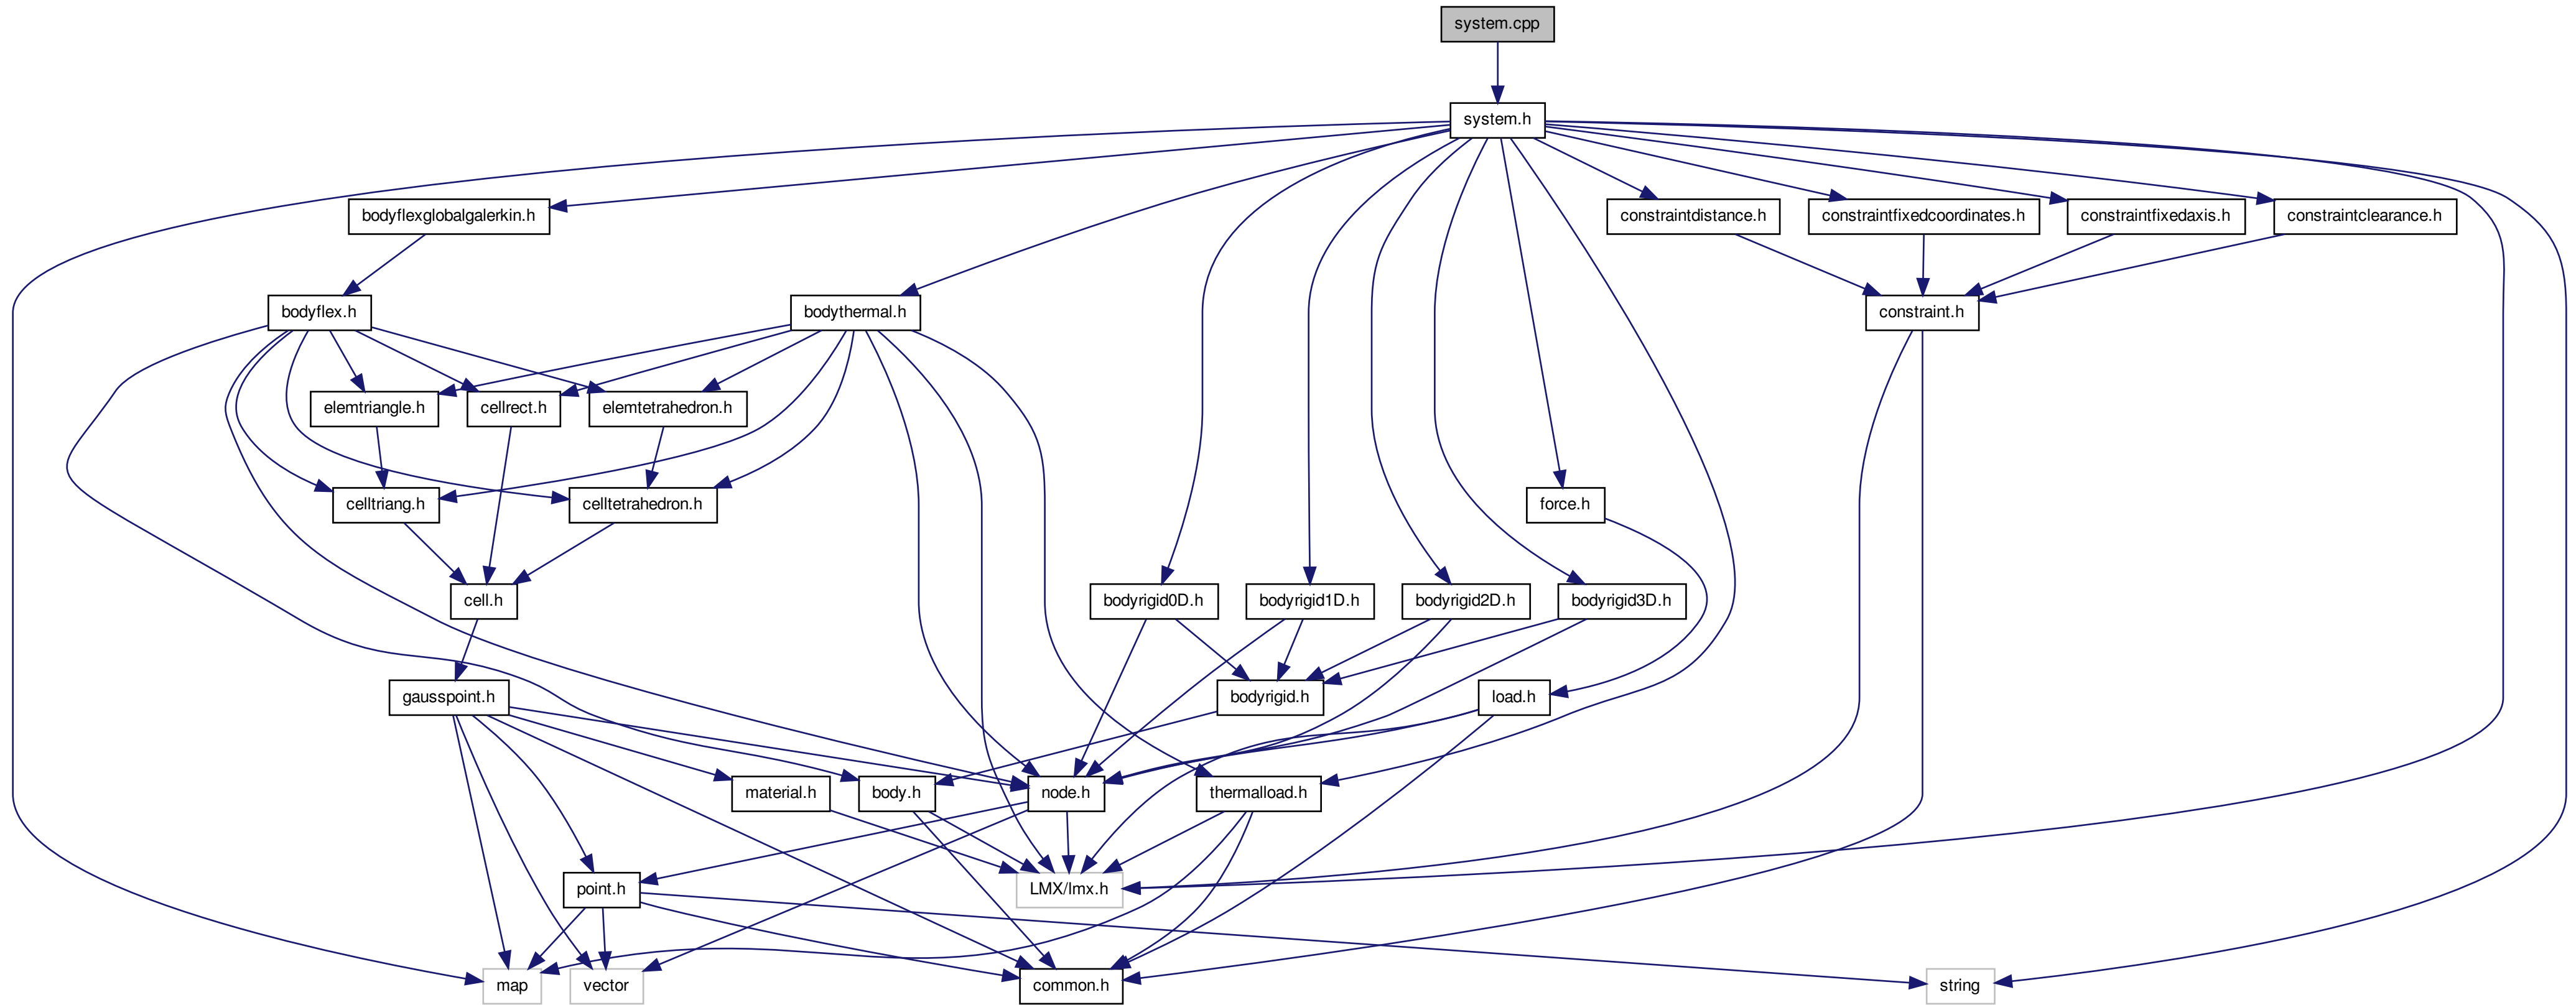 system.cpp
system.h
bodyflexglobalgalerkin.h
constraintdistance.h
constraintfixedcoordinates.h
constraintfixedaxis.h
constraintclearance.h
bodyflex.h
bodythermal.h
constraint.h
elemtriangle.h
cellrect.h
elemtetrahedron.h
celltriang.h
celltetrahedron.h
force.h
cell.h
bodyrigid0D.h
bodyrigid1D.h
bodyrigid2D.h
bodyrigid3D.h
gausspoint.h
bodyrigid.h
load.h
material.h
body.h
node.h
thermalload.h
point.h
LMX/lmx.h
map
vector
common.h
string